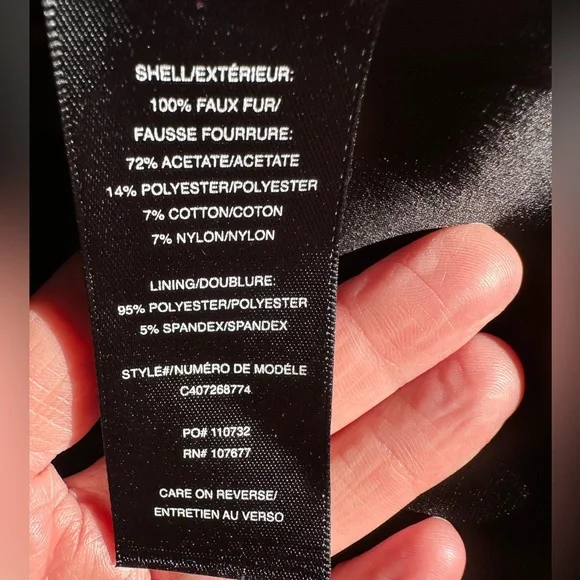 SHELL/EXTÉRIEUR:
100% FAUX FUR/
FAUSSE FOURRURE:
72% ACETATE/ACETATE
14% POLYESTER/POLYESTER
7% COTTON/COTON
7% NYLON/NYLON
LINING/DOUBLURE:
95% POLYESTER/POLYESTER
5% SPANDEX/SPANDEX
STYLE#/NUMÉRO DE MODÈLE
C407268774
PO# 110732
RN# 107677
CARE ON REVERSE/
ENTRETIEN AU VERSO